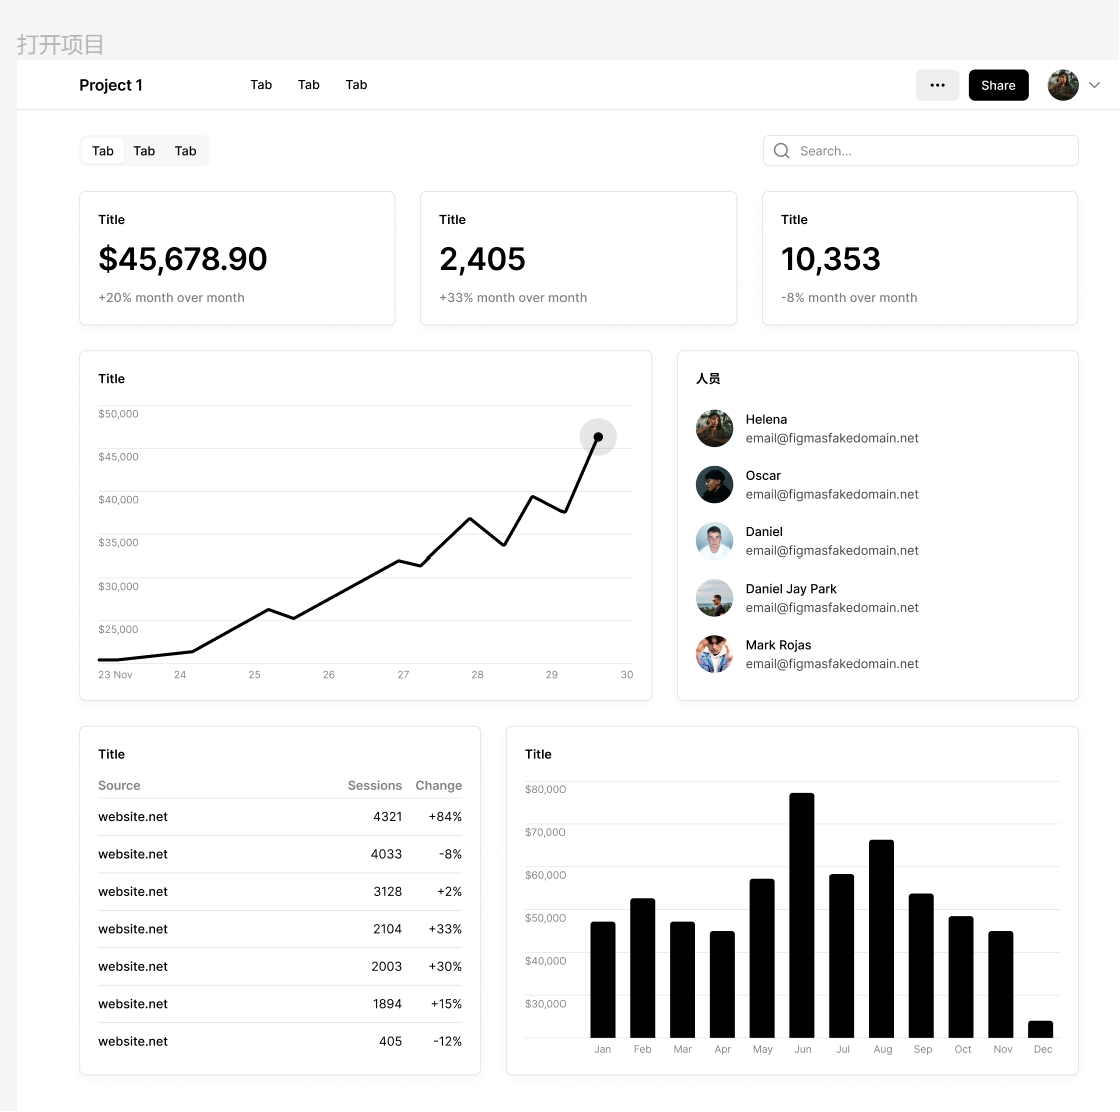 打开项目
Project 1
Tab Tab Tab
Share
Tab Tab Tab
Search...
Title
$45,678.90
+20% month over month
Title
2,405
+33% month over month
Title
10,353
-8% month over month
Title
$50,000
$45,000
$40,000
$35,000
$30,000
$25,000
23 Nov 24 25 26 27 28 29 30
人员
Helena
email@figmasfakedomain.net
Oscar
email@figmasfakedomain.net
Daniel
email@figmasfakedomain.net
Daniel Jay Park
email@figmasfakedomain.net
Mark Rojas
email@figmasfakedomain.net
Title
Source Sessions Change
website.net 4321 +84%
website.net 4033 -8%
website.net 3128 +2%
website.net 2104 +33%
website.net 2003 +30%
website.net 1894 +15%
website.net 405 -12%
Title
$80,000
$70,000
$60,000
$50,000
$40,000
$30,000
Jan Feb Mar Apr May Jun Jul Aug Sep Oct Nov Dec